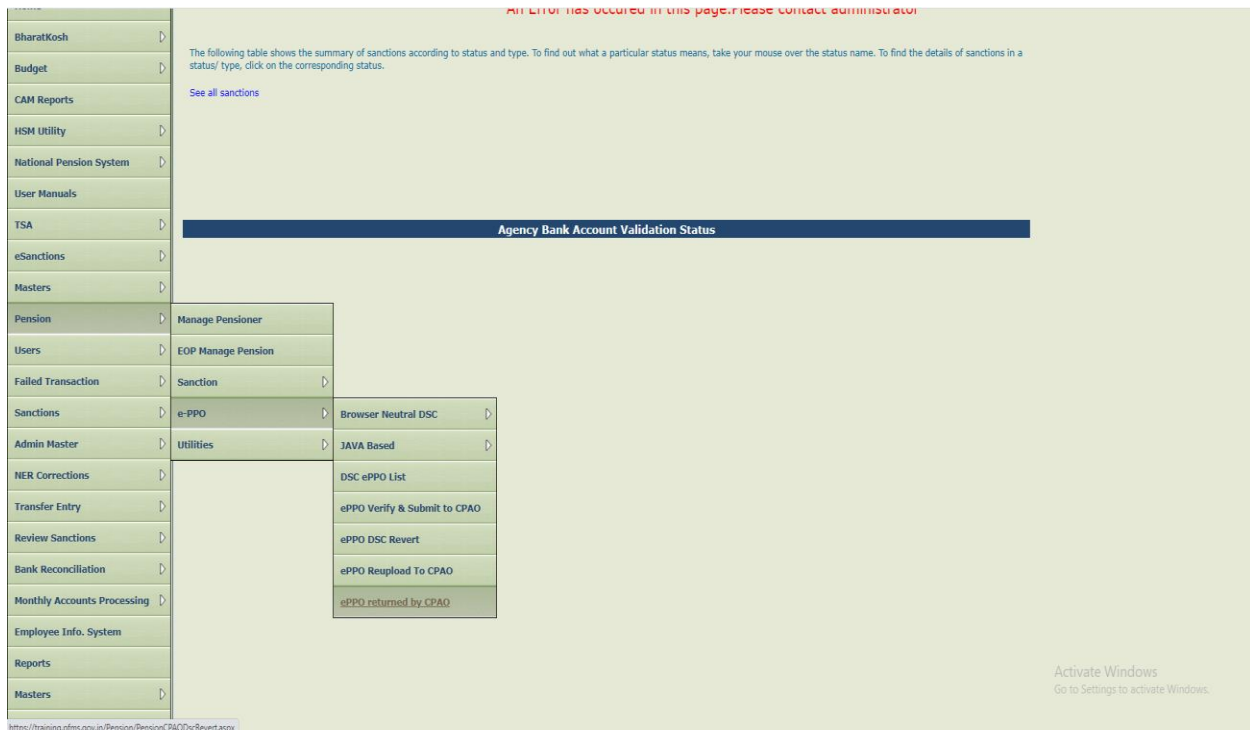 Home
An Error has occured in this page.Please contact administrator
BharatKosh
Budget
CAM Reports
HSM Utility
National Pension System
User Manuals
TSA
eSanctions
Masters
Pension
Users
Failed Transaction
Sanctions
Admin Master
NER Corrections
Transfer Entry
Review Sanctions
Bank Reconciliation
Monthly Accounts Processing
Employee Info. System
Reports
Masters
The following table shows the summary of sanctions according to status and type. To find out what a particular status means, take your mouse over the status name. To find the details of sanctions in a
status/ type, click on the corresponding status.
See all sanctions
Agency Bank Account Validation Status
Manage Pensioner
EOP Manage Pension
Sanction
e-PPO
Utilities
Browser Neutral DSC
JAVA Based
DSC ePPO List
ePPO Verify & Submit to CPAO
ePPO DSC Revert
ePPO Reupload To CPAO
ePPO returned by CPAO
Activate Windows
Go to Settings to activate Windows.
https://training.pfms.gov.in/Pension/PensionCPAODscRevert.aspx